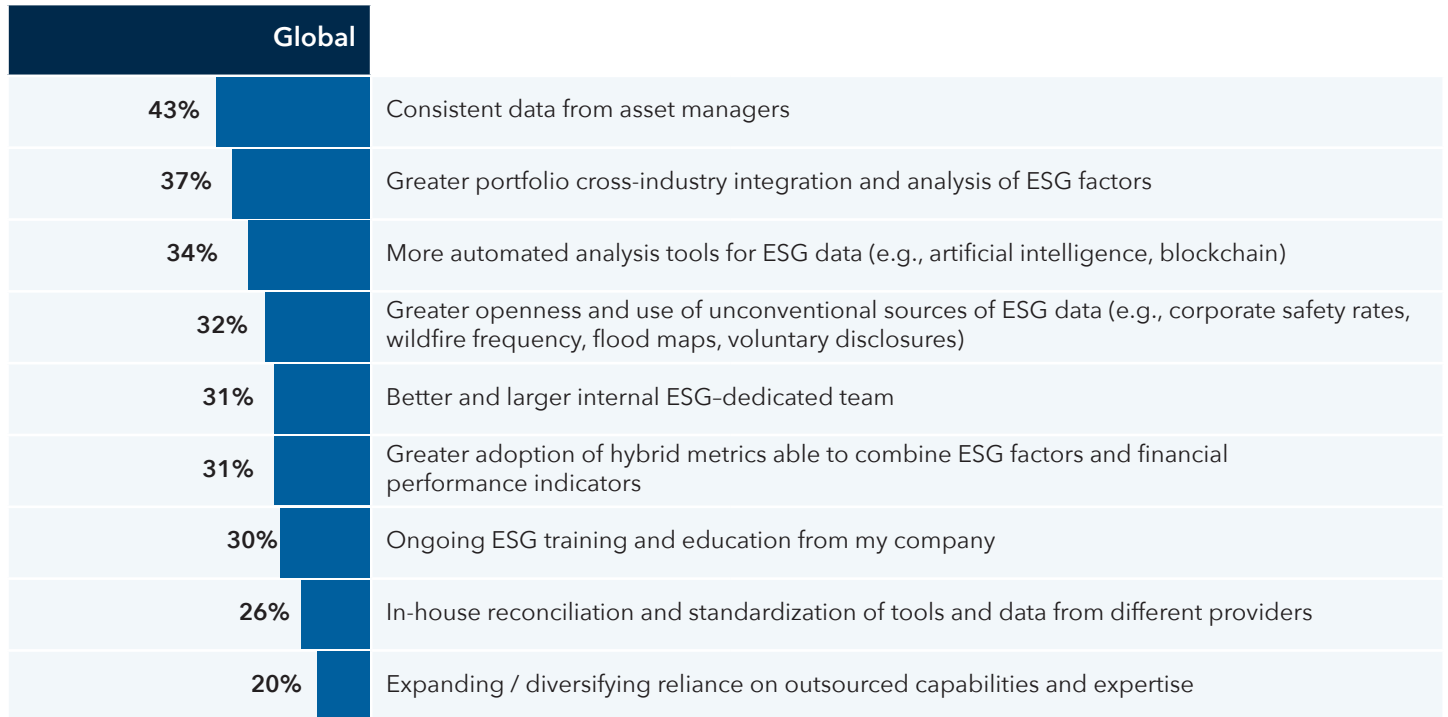 Global
43% Consistent data from asset managers
37% Greater portfolio cross-industry integration and analysis of ESG factors
34% More automated analysis tools for ESG data (e.g., artificial intelligence, blockchain)
32% Greater openness and use of unconventional sources of ESG data (e.g., corporate safety rates,
wildfire frequency, flood maps, voluntary disclosures)
31% Better and larger internal ESG–dedicated team
31% Greater adoption of hybrid metrics able to combine ESG factors and financial
performance indicators
30% Ongoing ESG training and education from my company
26% In-house reconciliation and standardization of tools and data from different providers
20% Expanding / diversifying reliance on outsourced capabilities and expertise